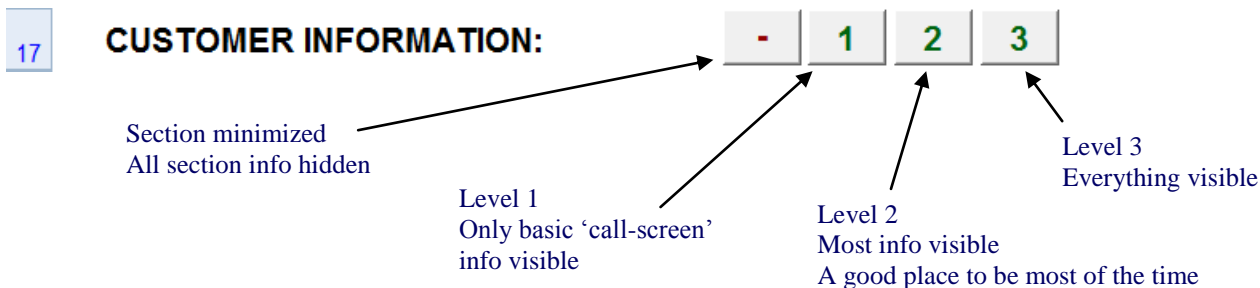 17 CUSTOMER INFORMATION: - 1 2 3
Section minimized
All section info hidden
Level 1
Only basic ‘call-screen’
info visible
Level 2
Most info visible
A good place to be most of the time
Level 3
Everything visible